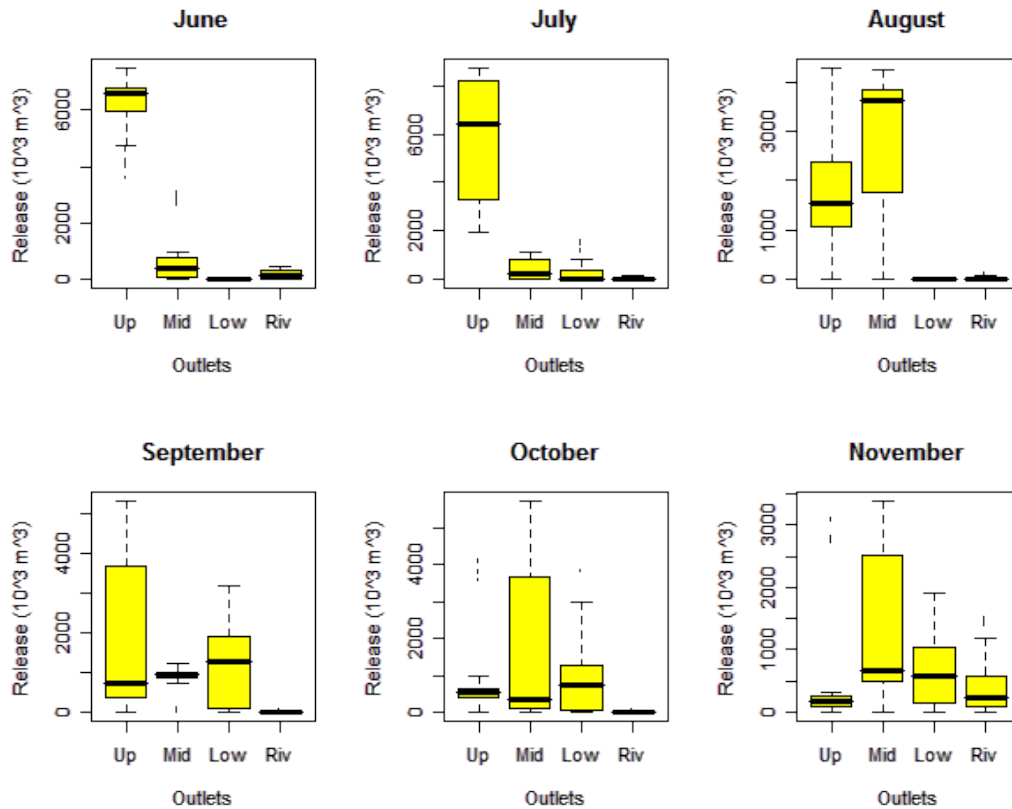 June
Release (10^3 m^3)
0
2000
6000
Up Mid Low Riv
Outlets
July
Release (10^3 m^3)
0
2000
6000
Up Mid Low Riv
Outlets
August
Release (10^3 m^3)
0
1000
3000
Up Mid Low Riv
Outlets
September
Release (10^3 m^3)
0
2000
4000
Up Mid Low Riv
Outlets
October
Release (10^3 m^3)
0
2000
4000
Up Mid Low Riv
Outlets
November
Release (10^3 m^3)
0
1000
2000
3000
Up Mid Low Riv
Outlets